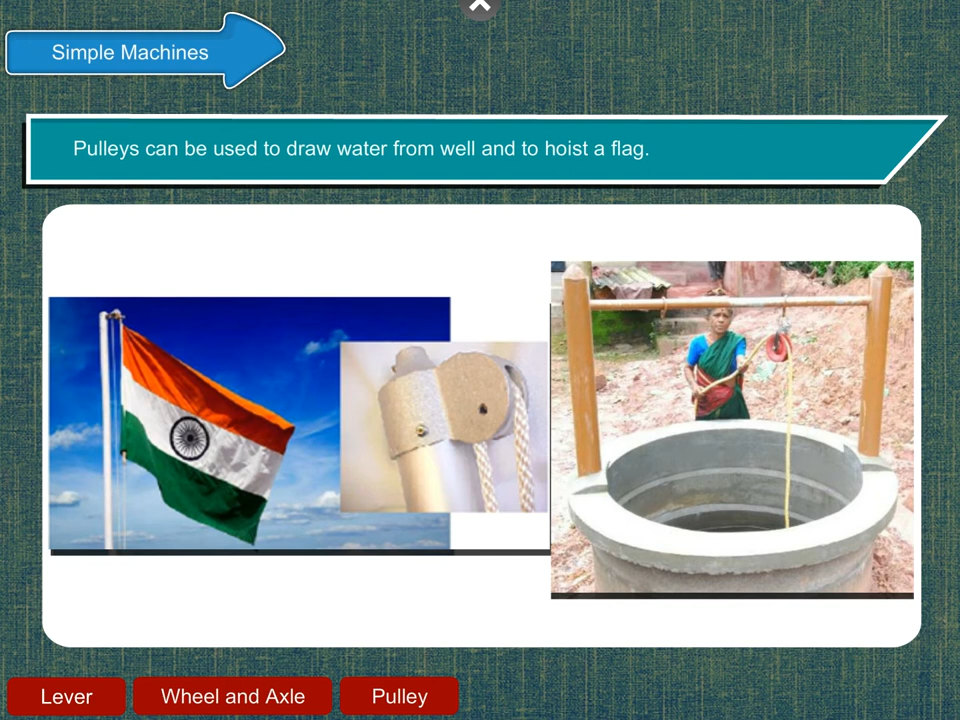 Simple Machines
Pulleys can be used to draw water from well and to hoist a flag.
Lever
Wheel and Axle
Pulley